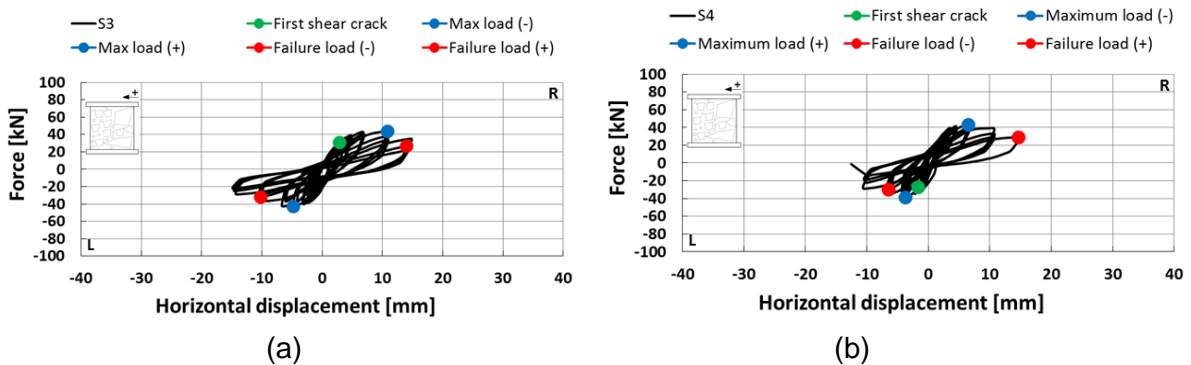 S3 First shear crack Max load (-)
Max load (+) Failure load (-) Failure load (+)
100
80
60
40
20
0
-20
-40
-60
-80
-100
Force [kN]
+
R
L
-40 -30 -20 -10 0 10 20 30 40
Horizontal displacement [mm]
(a)
S4 First shear crack Maximum load (-)
Maximum load (+) Failure load (-) Failure load (+)
100
80
60
40
20
0
-20
-40
-60
-80
-100
Force [kN]
+
R
L
-40 -30 -20 -10 0 10 20 30 40
Horizontal displacement [mm]
(b)